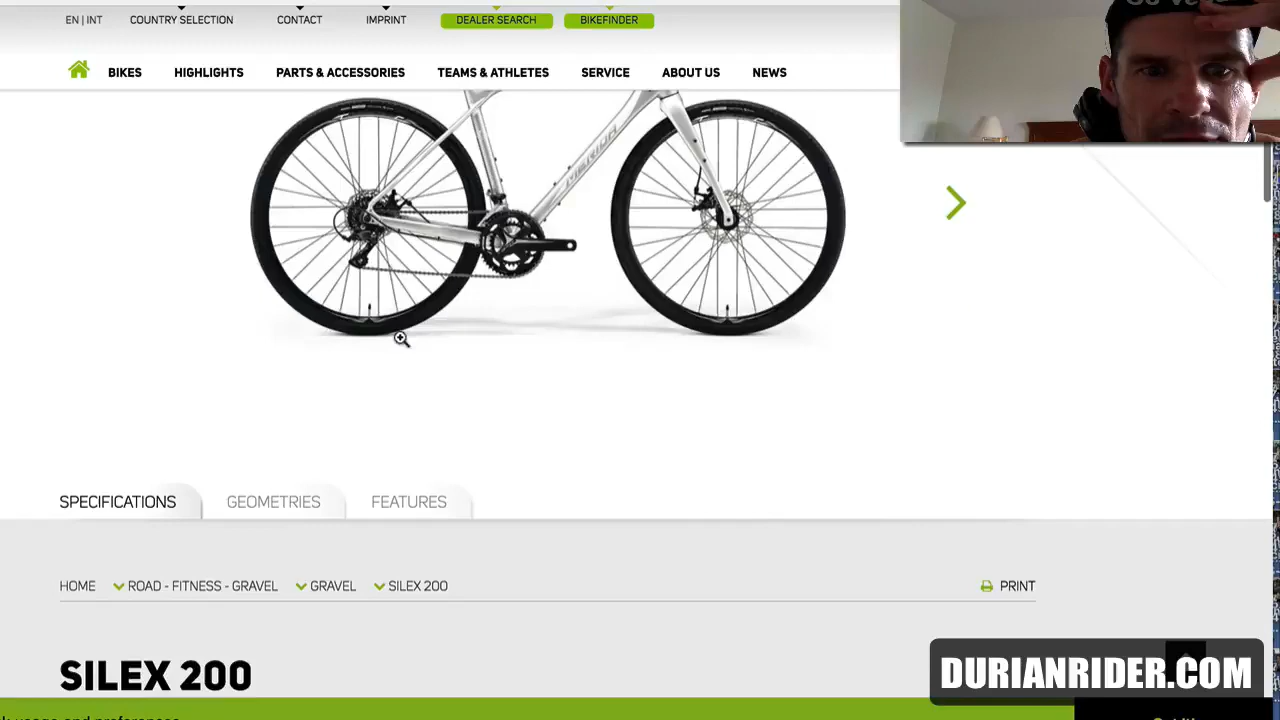 EN | INT
COUNTRY SELECTION
CONTACT
IMPRINT
DEALER SEARCH
BIKEFINDER
BIKES
HIGHLIGHTS
PARTS & ACCESSORIES
TEAMS & ATHLETES
SERVICE
ABOUT US
NEWS
MERIDA
SPECIFICATIONS
GEOMETRIES
FEATURES
HOME
ROAD - FITNESS - GRAVEL
GRAVEL
SILEX 200
PRINT
SILEX 200
DURIANRIDER.COM